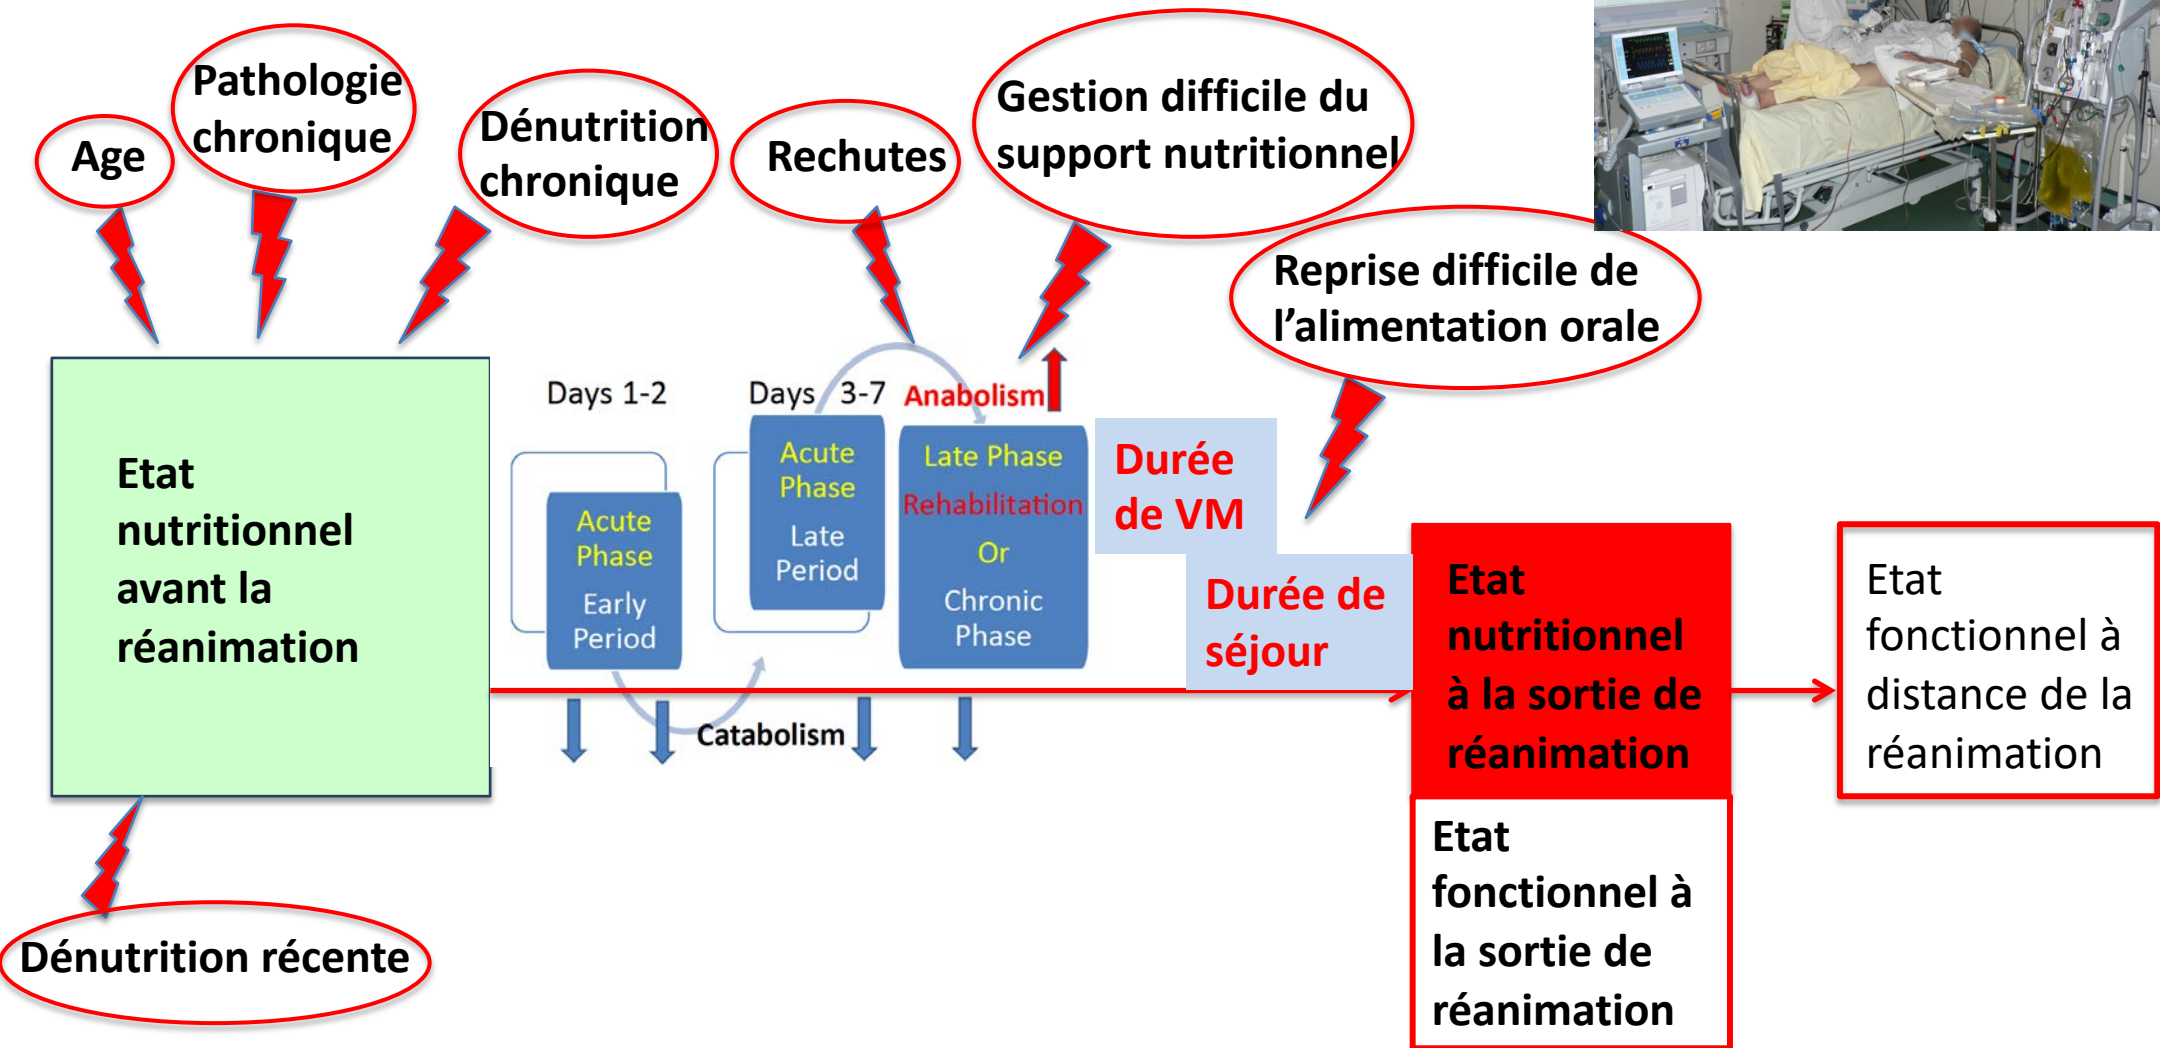 Age
Pathologie
chronique
Dénutrition
chronique
Rechutes
Gestion difficile du
support nutritionnel
Reprise difficile de
l’alimentation orale
Etat
nutritionnel
avant la
réanimation
Days 1-2
Acute
Phase
Early
Period
Days 3-7
Acute
Phase
Late
Period
Anabolism
Late Phase
Rehabilitation
Or
Chronic
Phase
Catabolism
Durée
de VM
Durée de
séjour
Etat
nutritionnel
à la sortie de
réanimation
Etat
fonctionnel à
la sortie de
réanimation
Etat
fonctionnel à
distance de la
réanimation
Dénutrition récente